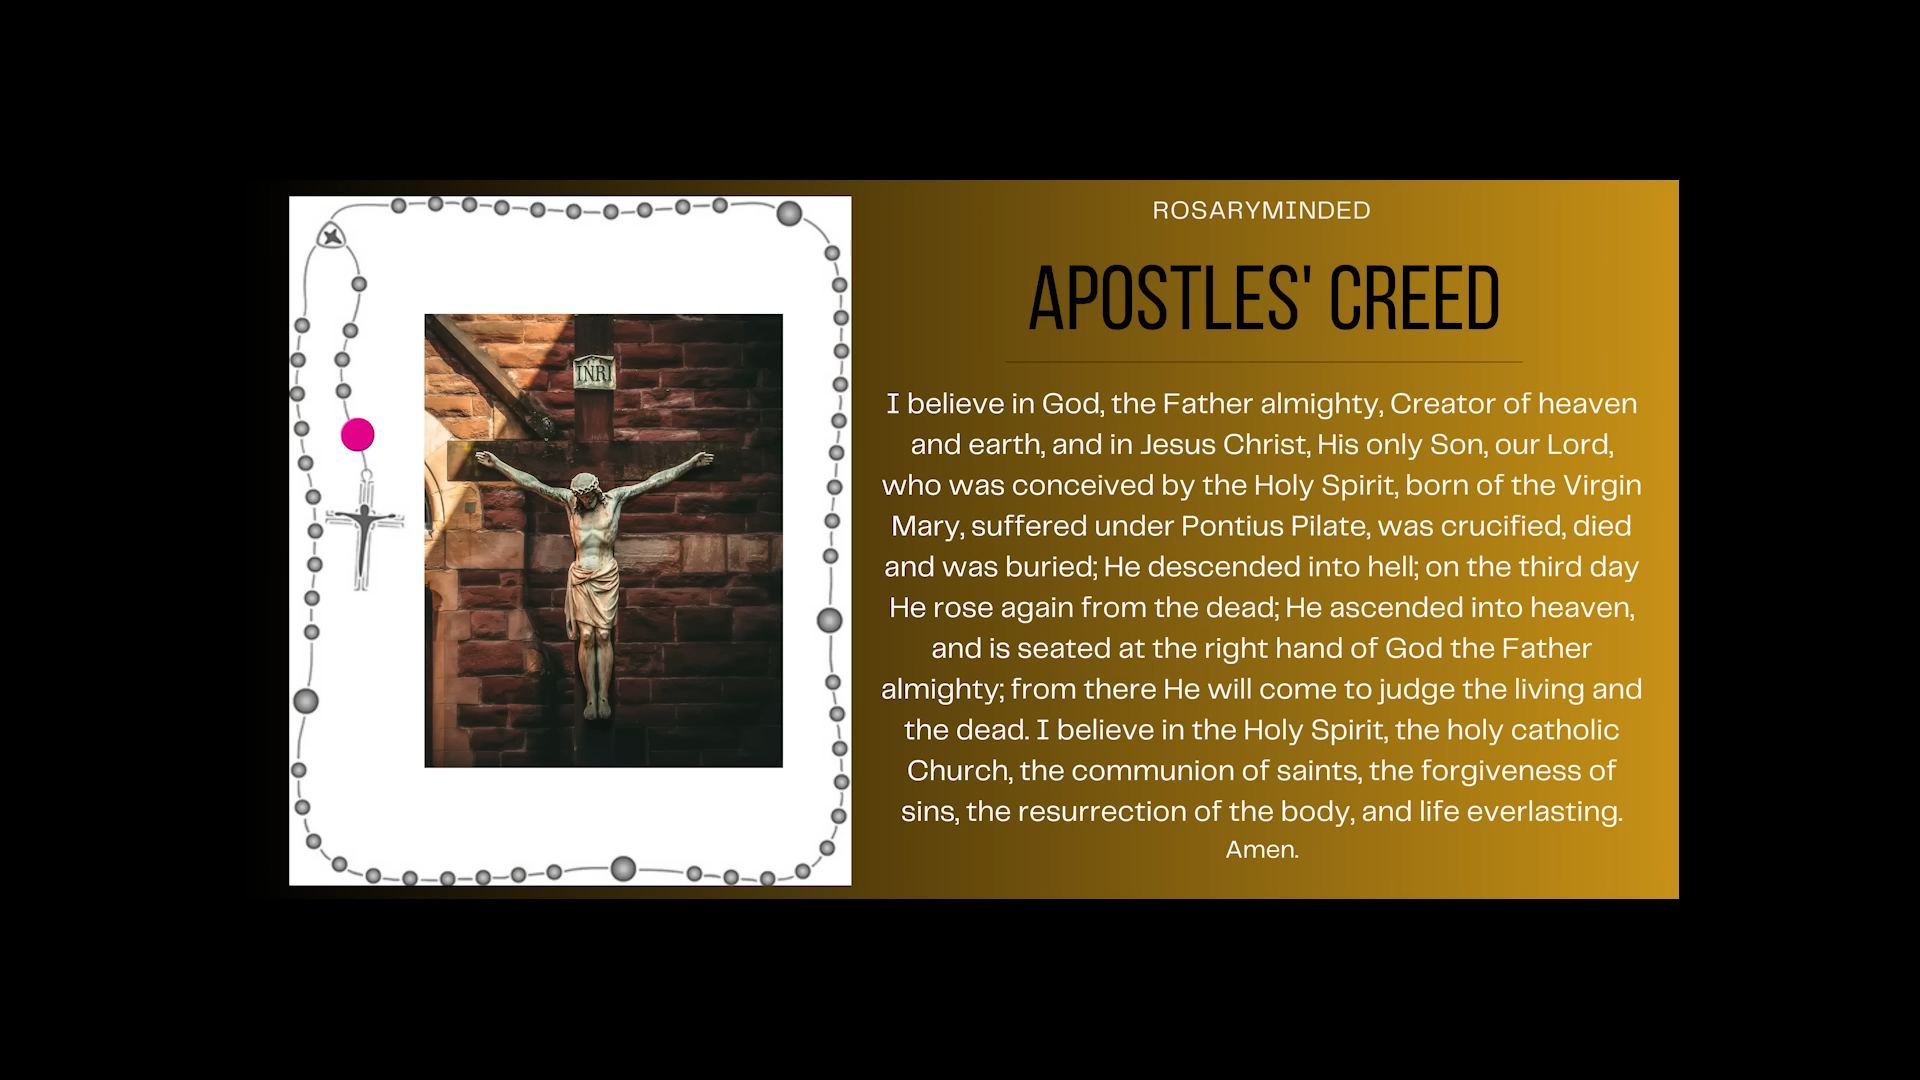 ROSARYMINDED
APOSTLES' CREED
INRI
I believe in God, the Father almighty, Creator of heaven
and earth, and in Jesus Christ, His only Son, our Lord,
who was conceived by the Holy Spirit, born of the Virgin
Mary, suffered under Pontius Pilate, was crucified, died
and was buried; He descended into hell; on the third day
He rose again from the dead; He ascended into heaven,
and is seated at the right hand of God the Father
almighty; from there He will come to judge the living and
the dead. I believe in the Holy Spirit, the holy catholic
Church, the communion of saints, the forgiveness of
sins, the resurrection of the body, and life everlasting.
Amen.